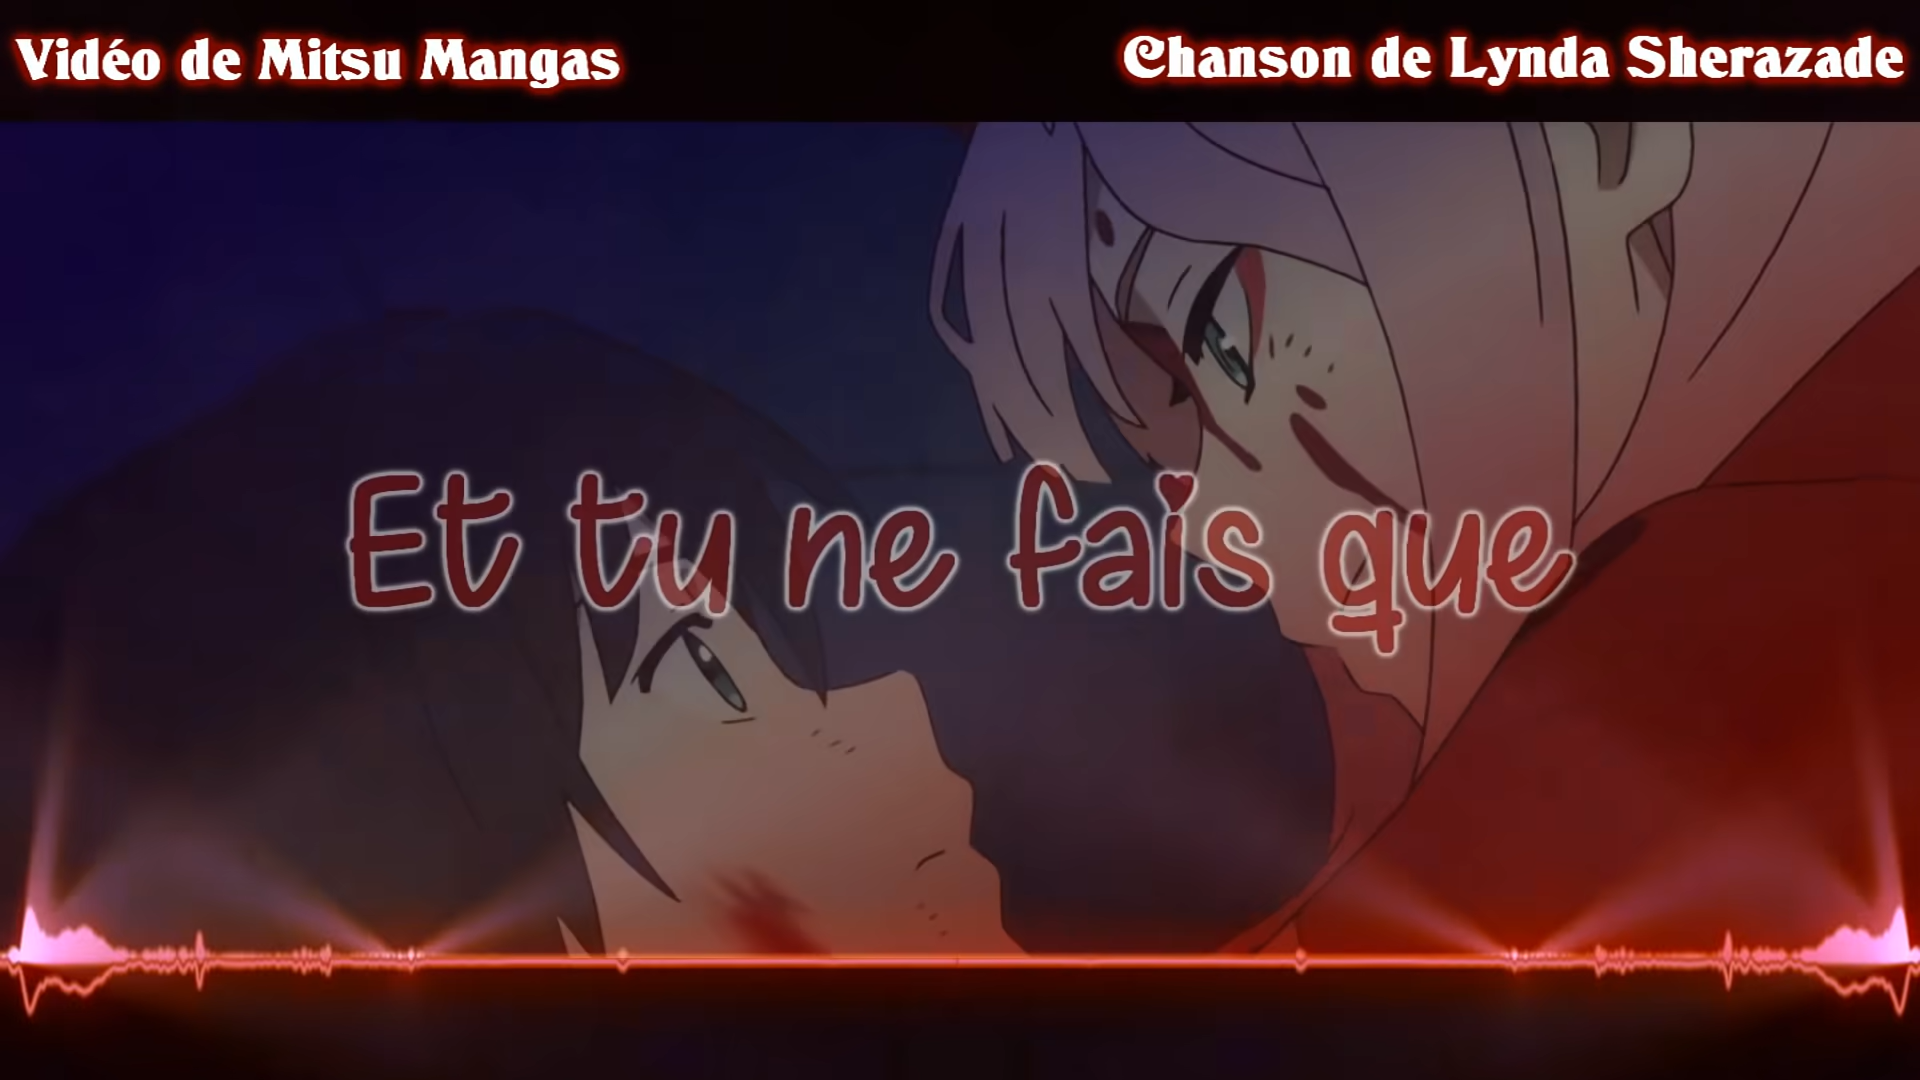 Vidéo de Mitsu Mangas
Chanson de Lynda Sherazade
Et tu ne fais que